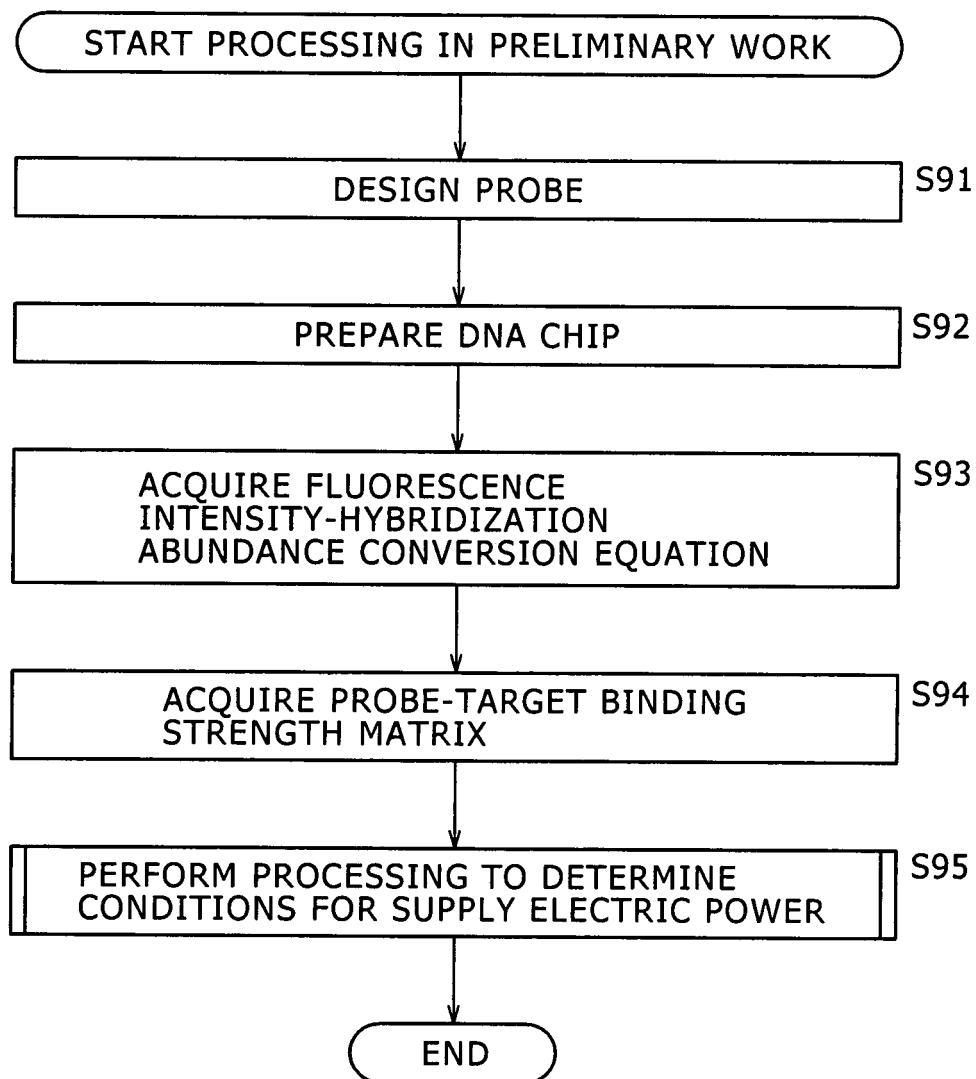 START PROCESSING IN PRELIMINARY WORK
DESIGN PROBE
S91
PREPARE DNA CHIP
S92
ACQUIRE FLUORESCENCE
INTENSITY-HYBRIDIZATION
ABUNDANCE CONVERSION EQUATION
S93
ACQUIRE PROBE-TARGET BINDING
STRENGTH MATRIX
S94
PERFORM PROCESSING TO DETERMINE
CONDITIONS FOR SUPPLY ELECTRIC POWER
S95
END